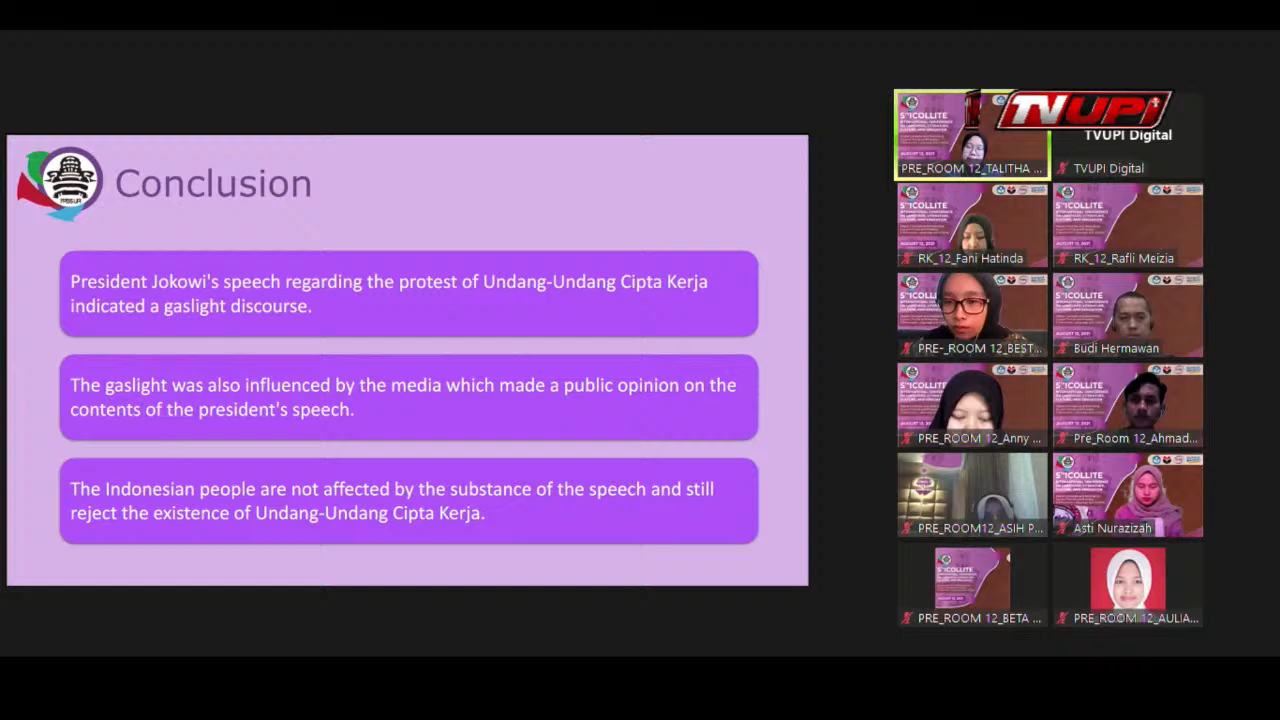 Conclusion
President Jokowi's speech regarding the protest of Undang-Undang Cipta Kerja
indicated a gaslight discourse.
The gaslight was also influenced by the media which made a public opinion on the
contents of the president's speech.
The Indonesian people are not affected by the substance of the speech and still
reject the existence of Undang-Undang Cipta Kerja.
TVUPI
TVUPI Digital
PRE_ROOM 12_TALITHA ...
TVUPI Digital
RK_12_Fani Hatinda
RK_12_Rafli Meizia
PRE-_ROOM 12_BEST...
Budi Hermawan
PRE_ROOM 12_Anny ...
Pre_Room 12_Ahmad...
PRE_ROOM12_ASIH P...
Asti Nurazizah
PRE_ROOM 12_BETA ...
PRE_ROOM 12_AULIA...